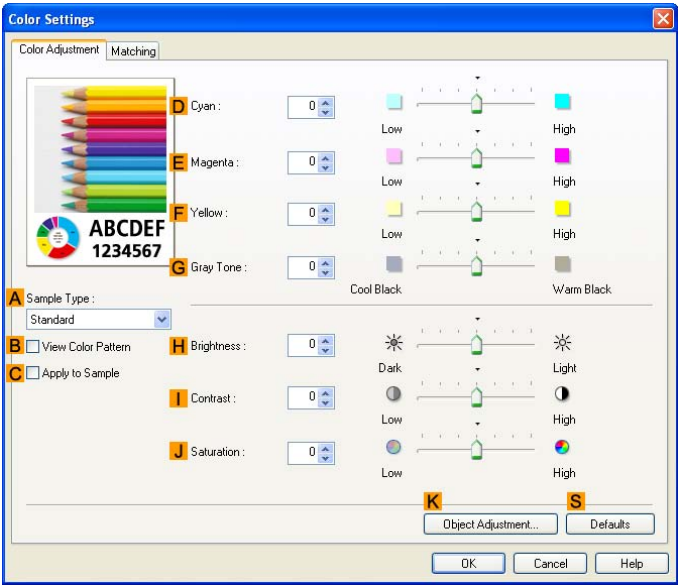 Color Settings
Color Adjustment Matching
D Cyan : 0 Low High
E Magenta : 0 Low High
F Yellow : 0 Low High
ABCDEF
1234567
G Gray Tone : 0 Cool Black Warm Black
A Sample Type :
Standard
B View Color Pattern
C Apply to Sample
H Brightness : 0 Dark Light
I Contrast : 0 Low High
J Saturation : 0 Low High
K S
Object Adjustment... Defaults
OK Cancel Help